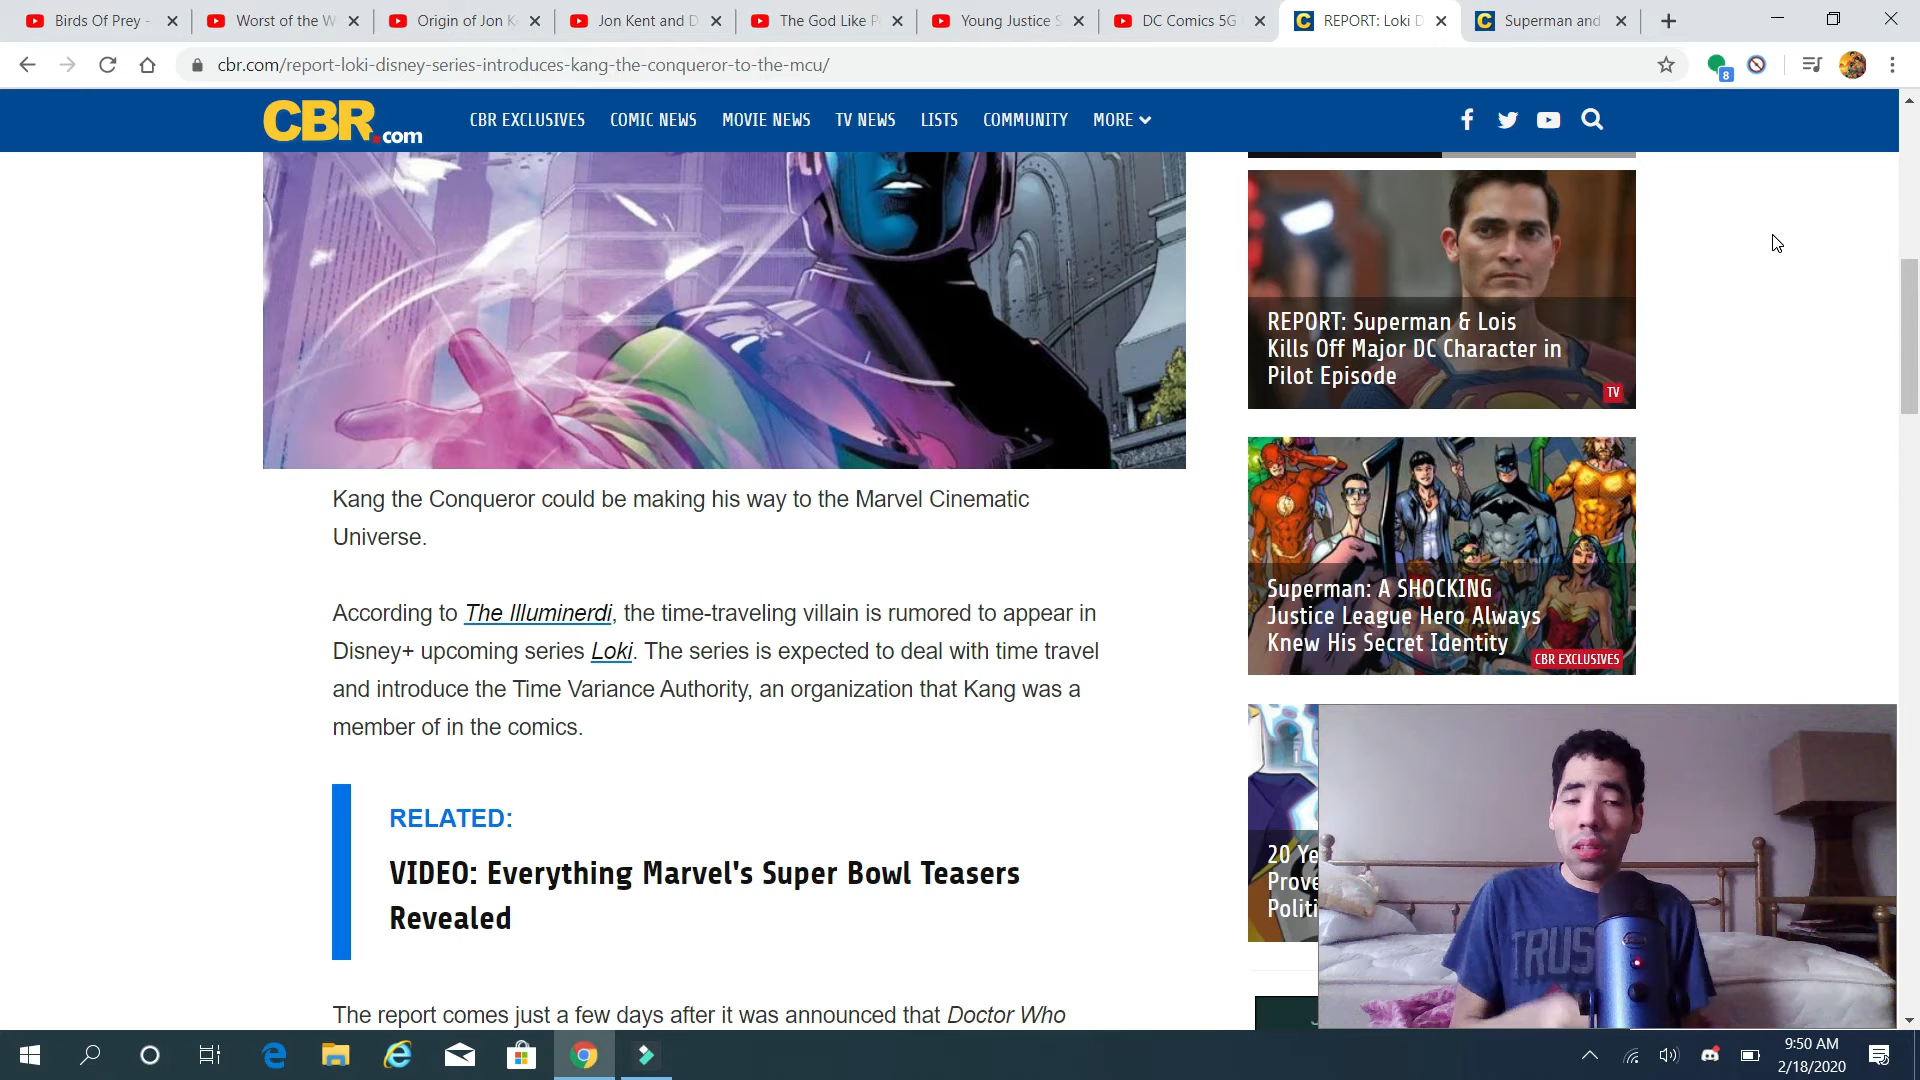 Birds Of Prey -
Worst of the W
Origin of Jon K
Jon Kent and D
The God Like P
Young Justice S
DC Comics 5G
REPORT: Loki D
Superman and
cbr.com/report-loki-disney-series-introduces-kang-the-conqueror-to-the-mcu/
8
CBR.com
CBR EXCLUSIVES
COMIC NEWS
MOVIE NEWS
TV NEWS
LISTS
COMMUNITY
MORE
Kang the Conqueror could be making his way to the Marvel Cinematic
Universe.
According to The Illuminerdi, the time-traveling villain is rumored to appear in
Disney+ upcoming series Loki. The series is expected to deal with time travel
and introduce the Time Variance Authority, an organization that Kang was a
member of in the comics.
RELATED:
VIDEO: Everything Marvel's Super Bowl Teasers
Revealed
The report comes just a few days after it was announced that Doctor Who
REPORT: Superman & Lois
Kills Off Major DC Character in
Pilot Episode
TV
Superman: A SHOCKING
Justice League Hero Always
Knew His Secret Identity
CBR EXCLUSIVES
20 Ye
Prove
Politi
TRUS
9:50 AM
2/18/2020